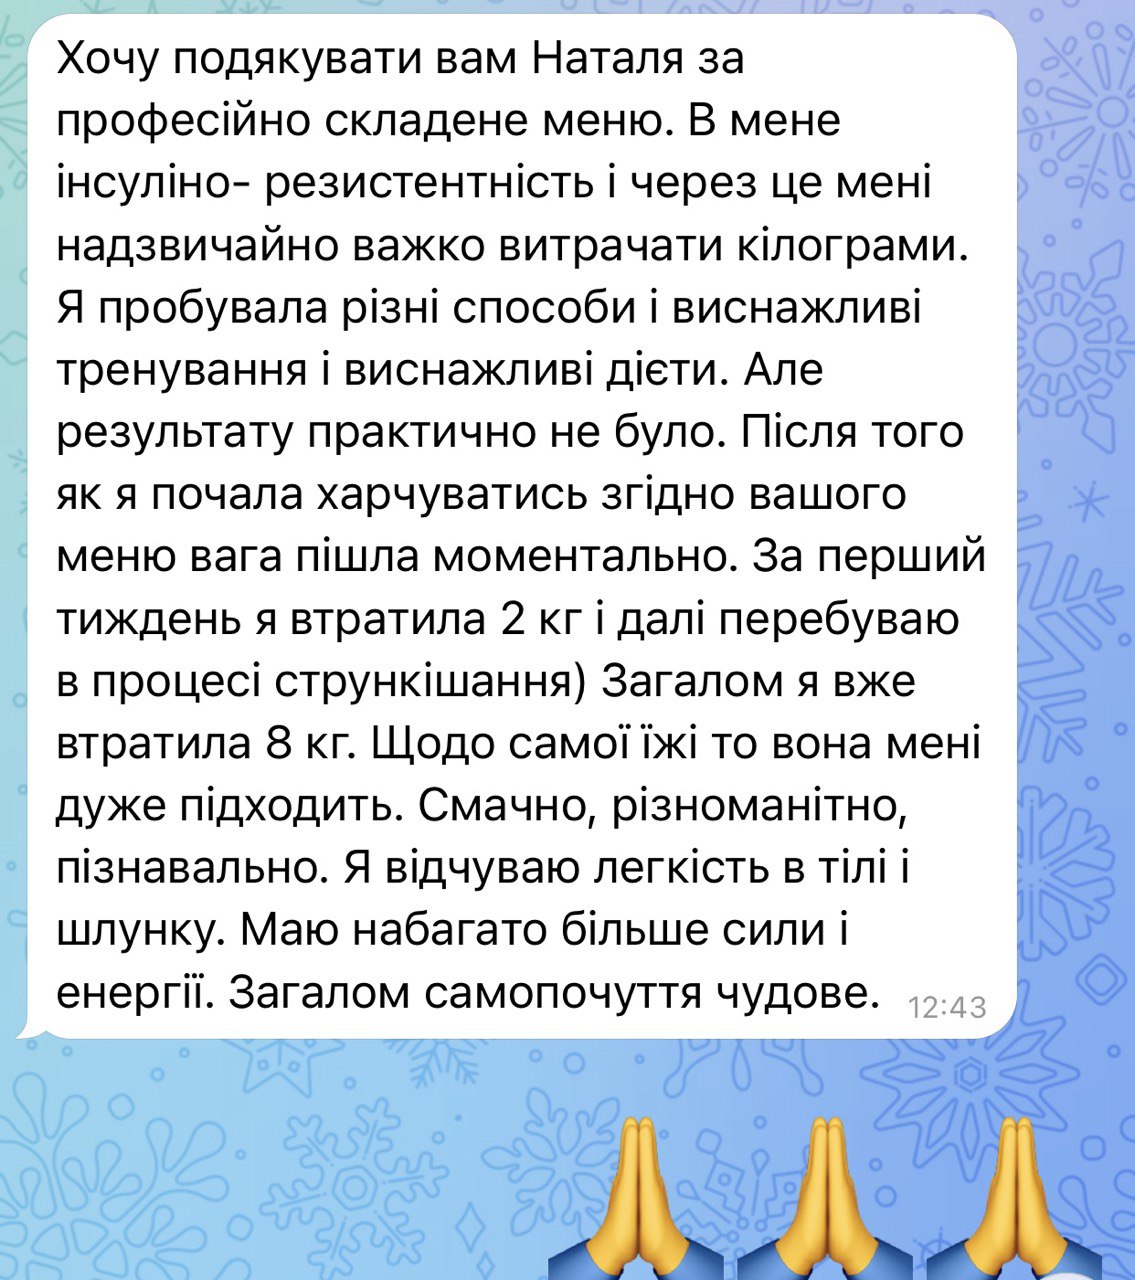 Хочу подякувати вам Наталя за
професійно складене меню. В мене
інсуліно- резистентність і через це мені
надзвичайно важко витрачати кілограми.
Я пробувала різні способи і виснажливі
тренування і виснажливі дієти. Але
результату практично не було. Після того
як я почала харчуватись згідно вашого
меню вага пішла моментально. За перший
тиждень я втратила 2 кг і далі перебуваю
в процесі стрункішання) Загалом я вже
втратила 8 кг. Щодо самої їжі то вона мені
дуже підходить. Смачно, різноманітно,
пізнавально. Я відчуваю легкість в тілі і
шлунку. Маю набагато більше сили і
енергії. Загалом самопочуття чудове. 12:43